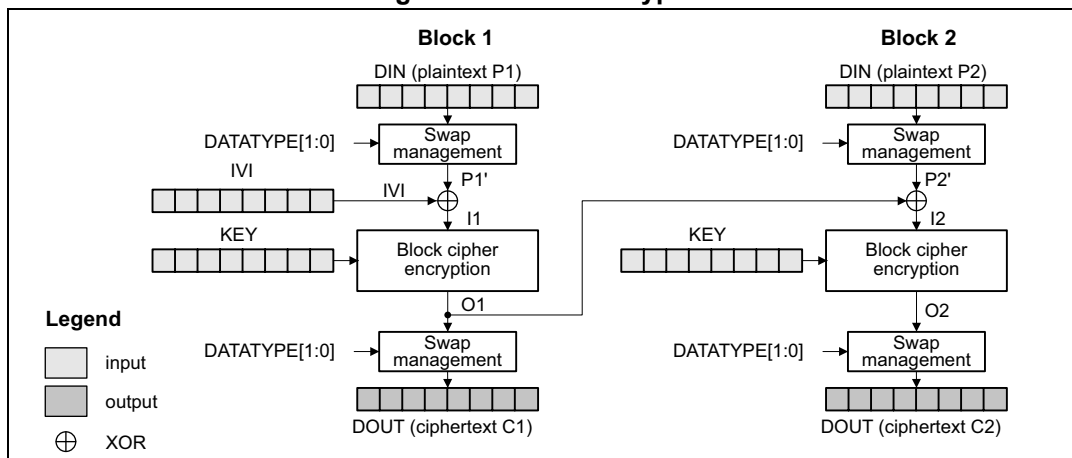 Block 1
Block 2
DIN (plaintext P1)
DIN (plaintext P2)
DATATYPE[1:0]
Swap management
DATATYPE[1:0]
Swap management
IVI
IVI
P1'
P2'
I1
I2
KEY
Block cipher encryption
KEY
Block cipher encryption
O1
O2
Legend
input
output
XOR
DATATYPE[1:0]
Swap management
DATATYPE[1:0]
Swap management
DOUT (ciphertext C1)
DOUT (ciphertext C2)